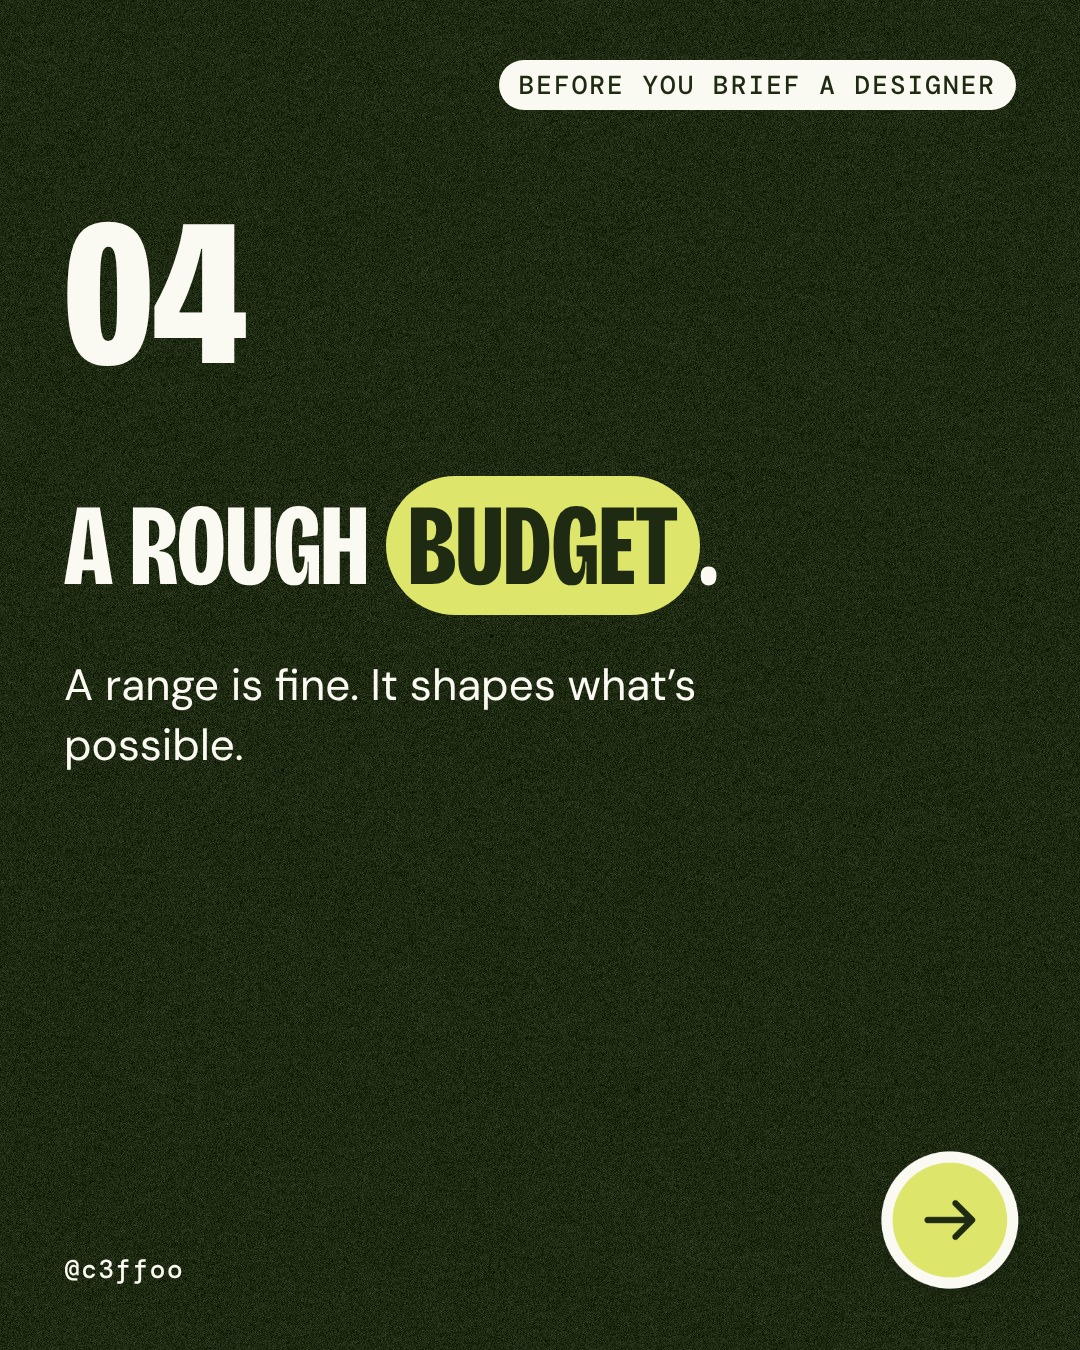 BEFORE YOU BRIEF A DESIGNER
04
A ROUGH BUDGET.
A range is fine. It shapes what’s
possible.
@c3ffoo